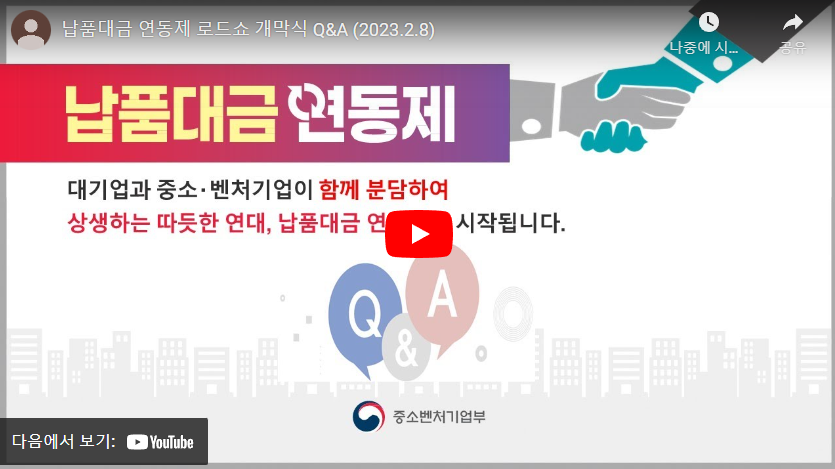 납품대금 연동제 로드쇼 개막식 Q&A (2023.2.8)
나중에 시...
공유
납품대금 연동제
대기업과 중소·벤처기업이 함께 분담하여
상생하는 따듯한 연대, 납품대금 연 시작됩니다.
Q & A
중소벤처기업부
다음에서 보기: YouTube